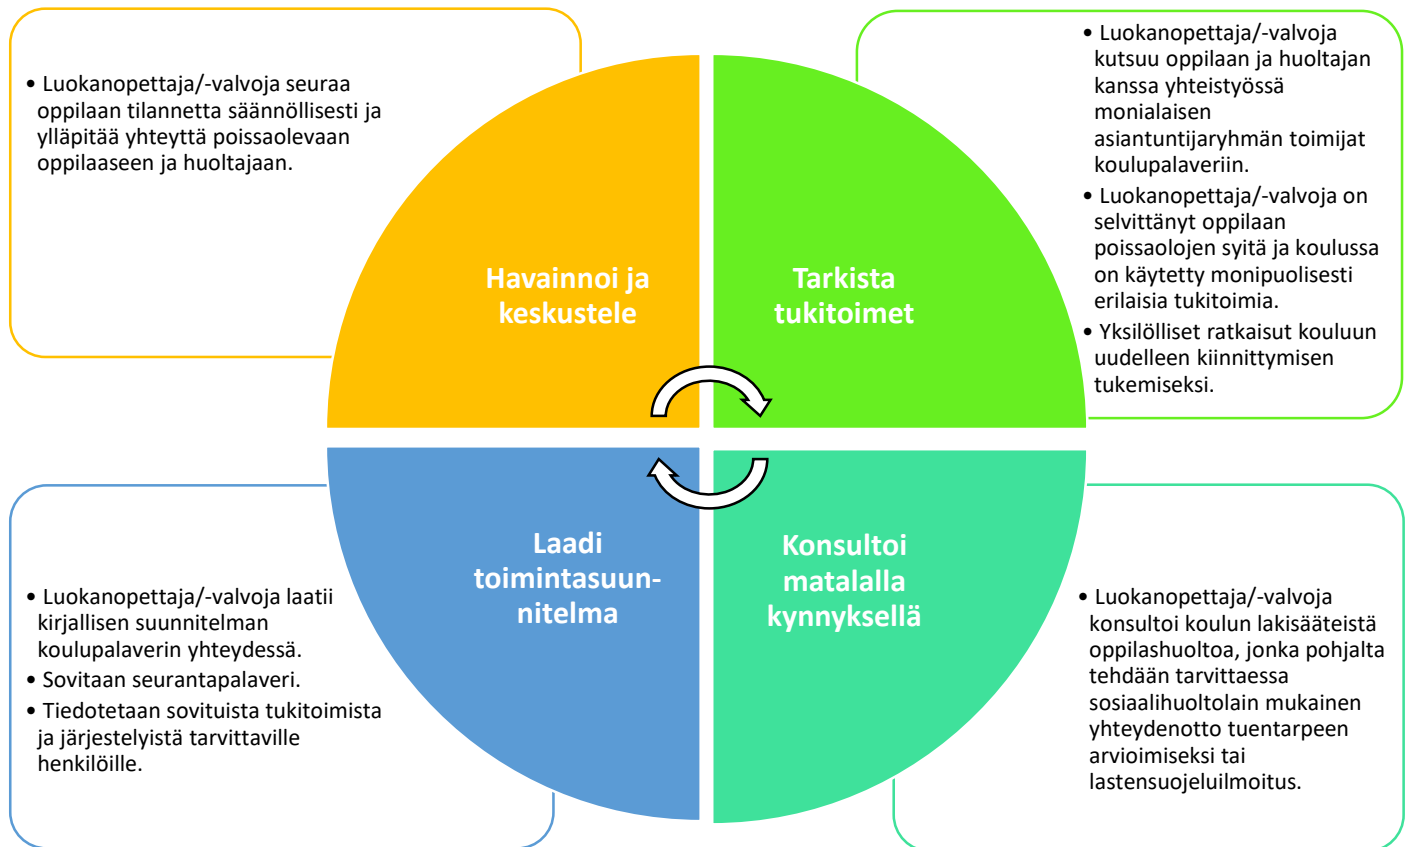 • Luokanopettaja/-valvoja seuraa
oppilaan tilannetta säännöllisesti ja
ylläpitää yhteyttä poissaolevaan
oppilaaseen ja huoltajaan.
Havainnoi ja
keskustele
Tarkista
tukitoimet
• Luokanopettaja/-valvoja
kutsuu oppilaan ja huoltajan
kanssa yhteistyössä
monialaisen
asiantuntijaryhmän toimijat
koulupalaveriin.
• Luokanopettaja/-valvoja on
selvittänyt oppilaan
poissaolojen syitä ja koulussa
on käytetty monipuolisesti
erilaisia tukitoimia.
• Yksilölliset ratkaisut kouluun
uudelleen kiinnittymisen
tukemiseksi.
• Luokanopettaja/-valvoja laatii
kirjallisen suunnitelman
koulupalaverin yhteydessä.
• Sovitaan seurantapalaveri.
• Tiedotetaan sovituista tukitoimista
ja järjestelyistä tarvittaville
henkilöille.
Laadi
toimintasuun-
nitelma
Konsultoi
matalalla
kynnyksellä
• Luokanopettaja/-valvoja
konsultoi koulun lakisääteistä
oppilashuoltoa, jonka pohjalta
tehdään tarvittaessa
sosiaalihuoltolain mukainen
yhteydenotto tuentarpeen
arvioimiseksi tai
lastensuojeluilmoitus.